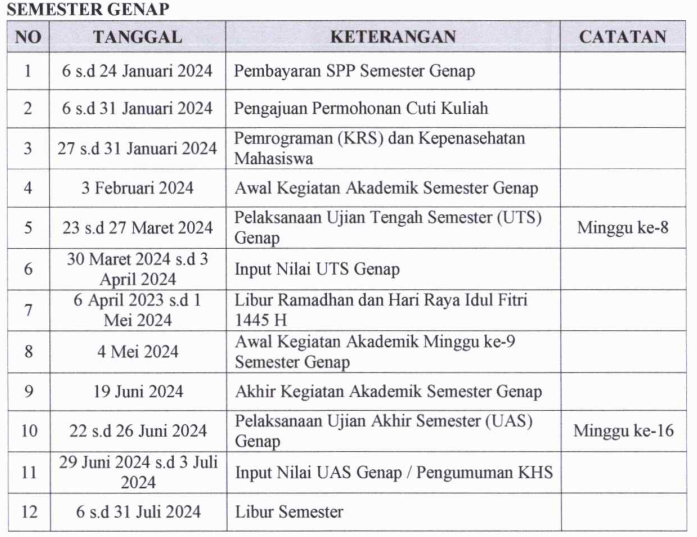 SEMESTER GENAP
NO TANGGAL KETERANGAN CATATAN
1 6 s.d 24 Januari 2024 Pembayaran SPP Semester Genap
2 6 s.d 31 Januari 2024 Pengajuan Permohonan Cuti Kuliah
3 27 s.d 31 Januari 2024 Pemrograman (KRS) dan Kepenasehatan
Mahasiswa
4 3 Februari 2024 Awal Kegiatan Akademik Semester Genap
5 23 s.d 27 Maret 2024 Pelaksanaan Ujian Tengah Semester (UTS)
Genap
Minggu ke-8
6 30 Maret 2024 s.d 3
April 2024
Input Nilai UTS Genap
7 6 April 2023 s.d 1
Mei 2024
Libur Ramadhan dan Hari Raya Idul Fitri
1445 H
8 4 Mei 2024 Awal Kegiatan Akademik Minggu ke-9
Semester Genap
9 19 Juni 2024 Akhir Kegiatan Akademik Semester Genap
10 22 s.d 26 Juni 2024 Pelaksanaan Ujian Akhir Semester (UAS)
Genap
Minggu ke-16
11 29 Juni 2024 s.d 3 Juli
2024
Input Nilai UAS Genap / Pengumuman KHS
12 6 s.d 31 Juli 2024 Libur Semester